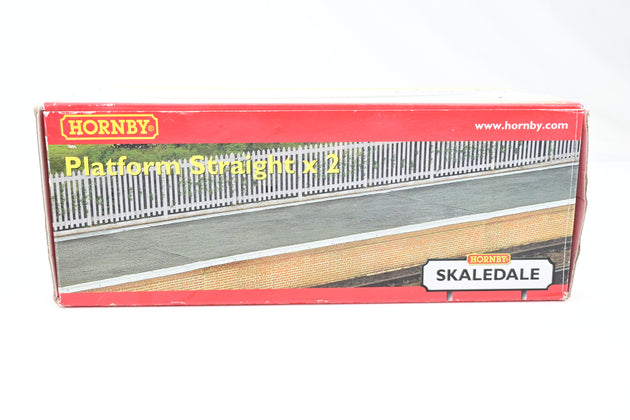 HORNBY®
www.hornby.com
Platform Straight x 2
HORNBY
SKALEDALE